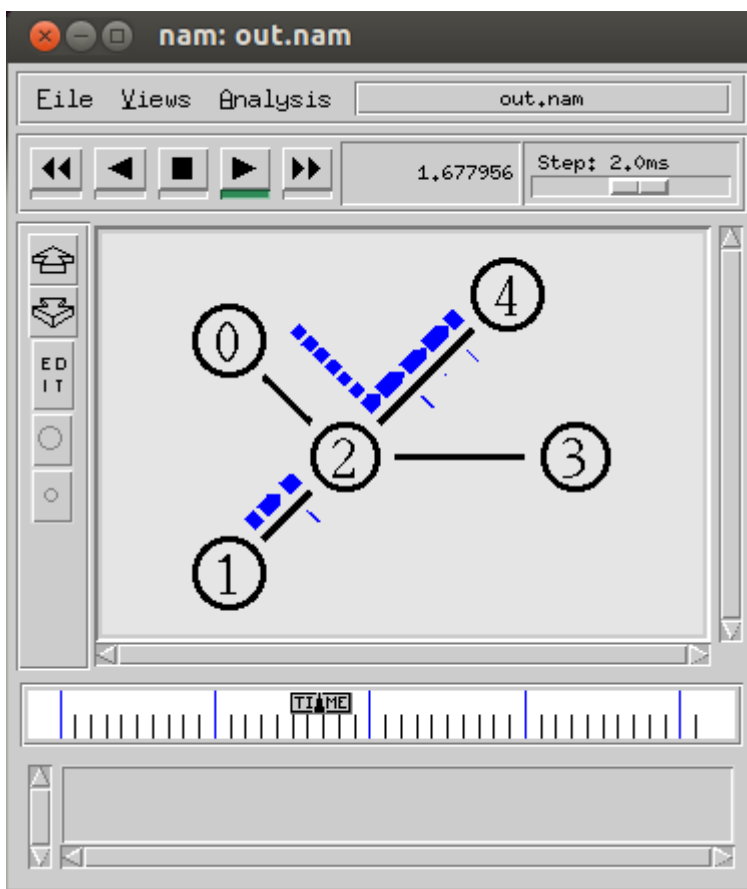 nam: out.nam
File Views Analysis out.nam
1.677956 Step: 2.0ms
ED
IT
4
0
2 3
1
TIME